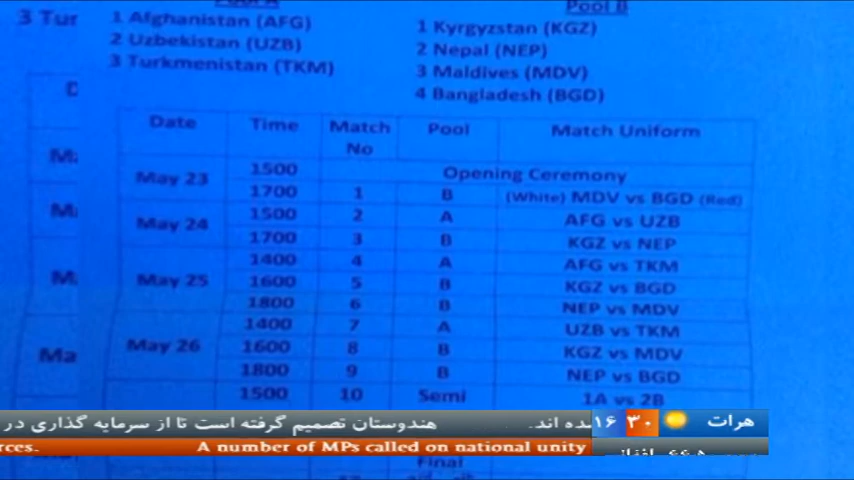 Pool A
Pool B
3 Tur
1 Afghanistan (AFG)
2 Uzbekistan (UZB)
3 Turkmenistan (TKM)
1 Kyrgyzstan (KGZ)
2 Nepal (NEP)
3 Maldives (MDV)
4 Bangladesh (BGD)
Date Time Match No Pool Match Uniform
May 23 1500 Opening Ceremony
1700 1 B (White) MDV vs BGD (Red)
May 24 1500 2 A AFG vs UZB
1700 3 B KGZ vs NEP
May 25 1400 4 A AFG vs TKM
1600 5 B KGZ vs BGD
1800 6 B NEP vs MDV
May 26 1400 7 A UZB vs TKM
1600 8 B KGZ vs MDV
1800 9 B NEP vs BGD
1500 10 Semi 1A vs 2B
Final
هندوستان تصمیم گرفته است تا از سرمایه گذاری در
ده اند.
هرات ۳۰ ۱۶
rces. A number of MPs called on national unity